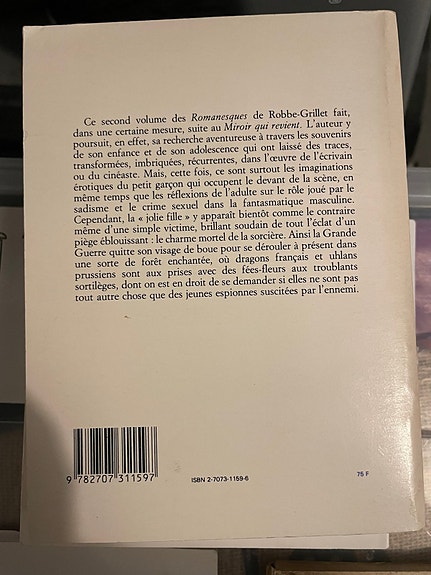 Ce second volume des Romanesques de Robbe-Grillet fait,
dans une certaine mesure, suite au Miroir qui revient. L'auteur y
poursuit, en effet, sa recherche aventureuse à travers les souvenirs
de son enfance et de son adolescence qui ont laissé des traces,
transformées, imbriquées, récurrentes, dans l'œuvre de l'écrivain
ou du cinéaste. Mais, cette fois, ce sont surtout les imaginations
érotiques du petit garçon qui occupent le devant de la scène, en
même temps que les réflexions de l'adulte sur le rôle joué par le
sadisme et le crime sexuel dans la fantasmatique masculine.
Cependant, la « jolie fille » y apparaît bientôt comme le contraire
même d'une simple victime, brillant soudain de tout l'éclat d'un
piège éblouissant : le charme mortel de la sorcière. Ainsi la Grande
Guerre quitte son visage de boue pour se dérouler à présent dans
une sorte de forêt enchantée, où dragons français et uhlans
prussiens sont aux prises avec des fées-fleurs aux troublants
sortilèges, dont on est en droit de se demander si elles ne sont pas
tout autre chose que des jeunes espionnes suscitées par l'ennemi.
9 782707 311597
ISBN 2-7073-1159-6
75 F